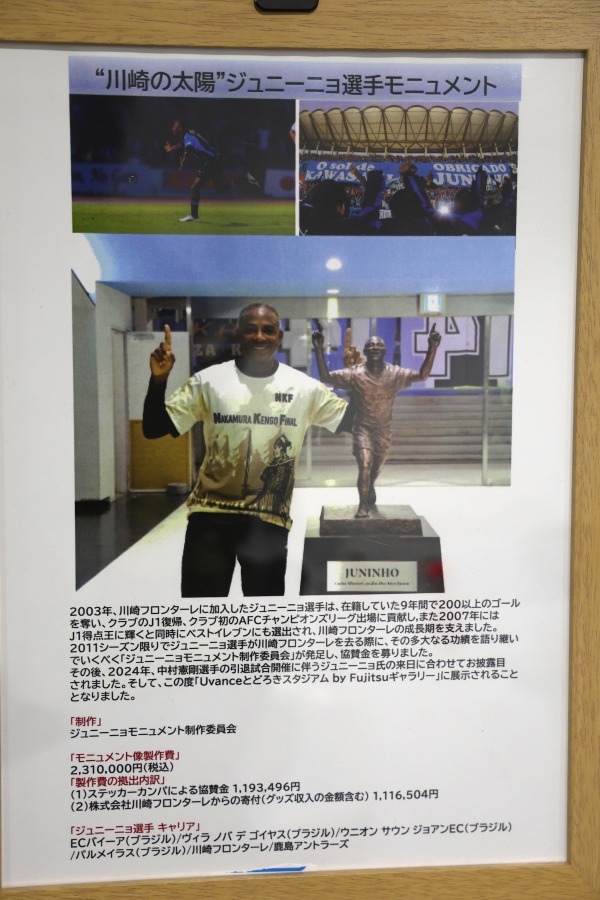 “川崎の太陽”ジュニーニョ選手モニュメント
O sol de
KAWAS
OBRIGADO
JUNI
NKF
NAKAMURA KENGO FINAL
JUNINHO
2003年、川崎フロンターレに加入したジュニーニョ選手は、在籍していた9年間で200以上のゴール
を奪い、クラブのJ1復帰、クラブ初のAFCチャンピオンズリーグ出場に貢献し、また2007年には
J1得点王に輝くと同時にベストイレブンにも選出され、川崎フロンターレの成長期を支えました。
2011シーズン限りでジュニーニョ選手が川崎フロンターレを去る際に、その多大なる功績を語り継い
でいくべく「ジュニーニョモニュメント制作委員会」が発足し、協賛金を募りました。
その後、2024年、中村憲剛選手の引退試合開催に伴うジュニーニョ氏の来日に合わせてお披露目
されました。そして、この度「Uvanceとどろきスタジアム by Fujitsuギャラリー」に展示されること
となりました。
「制作」
ジュニーニョモニュメント制作委員会
「モニュメント像製作費」
2,310,000円(税込)
「製作費の拠出内訳」
(1)ステッカーカンパによる協賛金 1,193,496円
(2)株式会社川崎フロンターレからの寄付(グッズ収入の金額含む) 1,116,504円
「ジュニーニョ選手 キャリア」
ECバイーア(ブラジル)/ヴィラ ノバ デ ゴイヤス(ブラジル)/ウニオン サウン ジョアンEC(ブラジル)
/パルメイラス(ブラジル)/川崎フロンターレ/鹿島アントラーズ